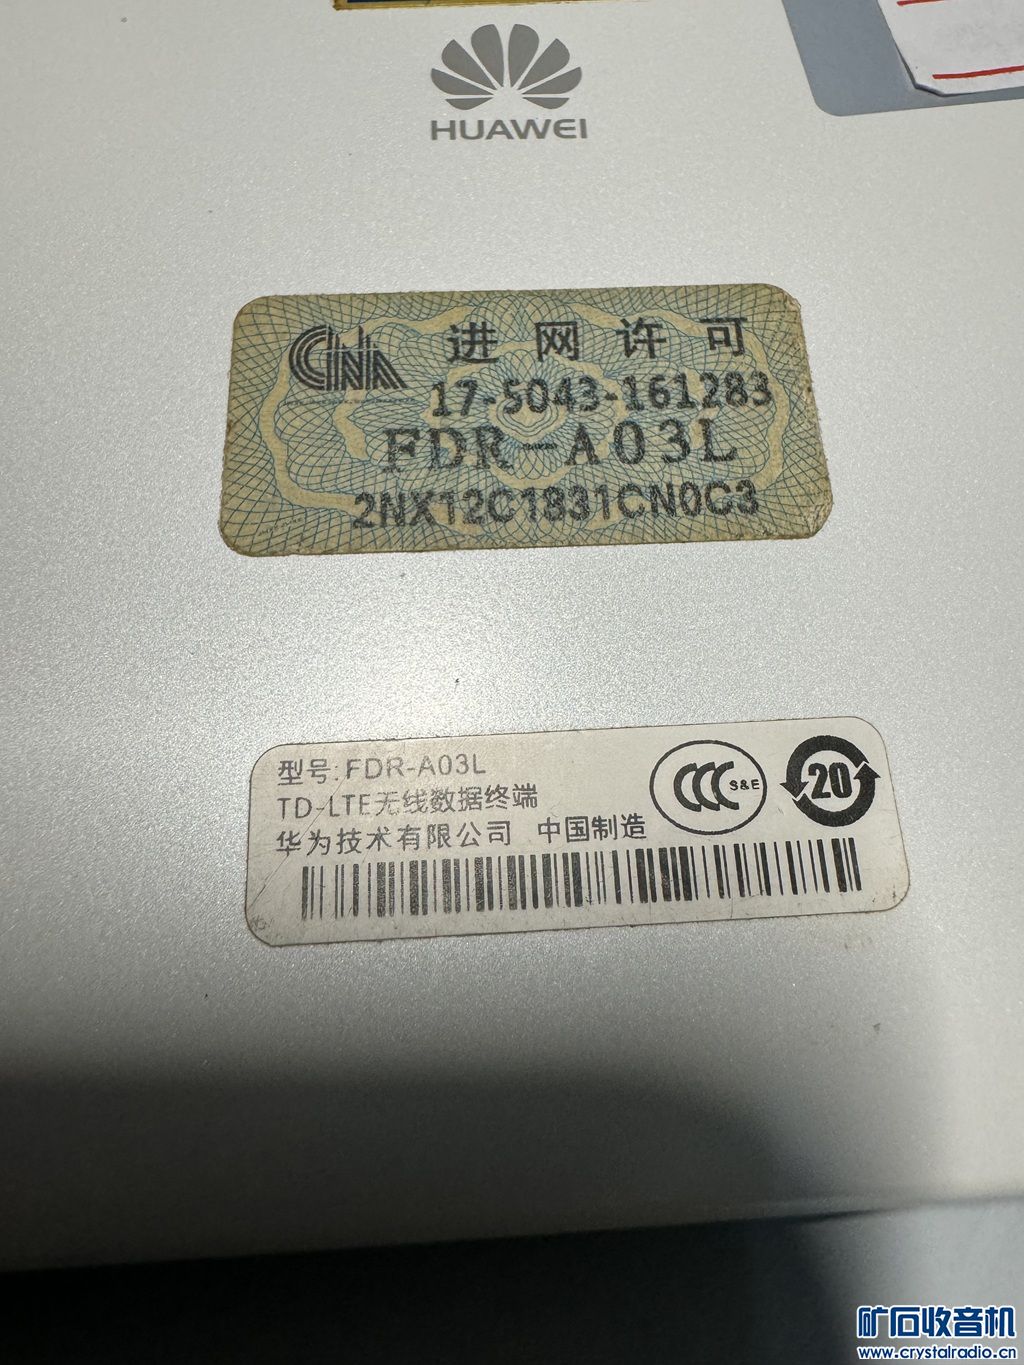 HUAWEI
CNA 进网许可
17-5043-161283
FDR-A03L
2NX12C1831CN0C3
型号: FDR-A03L
TD-LTE无线数据终端
华为技术有限公司 中国制造
CCC S&E
20
矿石收音机
www.crystalradio.cn